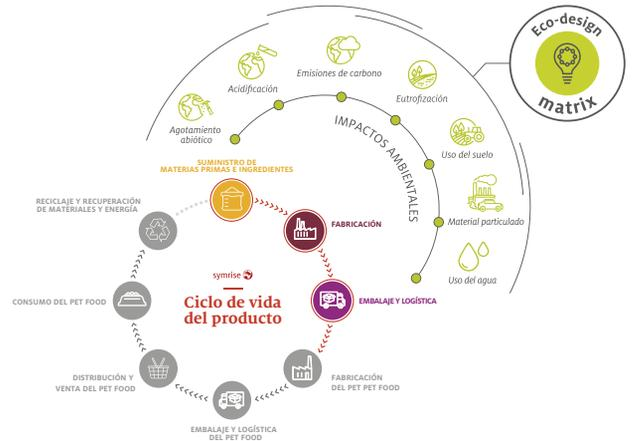 Eco-design
matrix
Emisiones de carbono
Acidificación
Eutrofización
Agotamiento
abiótico
IMPACTOS AMBIENTALES
Uso del suelo
Material particulado
Uso del agua
SUMINISTRO DE
MATERIAS PRIMAS E INGREDIENTES
RECICLAJE Y RECUPERACIÓN
DE MATERIALES Y ENERGÍA
FABRICACIÓN
symrise
Ciclo de vida
del producto
CONSUMO DEL PET FOOD
EMBALAJE Y LOGÍSTICA
DISTRIBUCIÓN Y
VENTA DEL PET FOOD
FABRICACIÓN
DEL PET PET FOOD
EMBALAJE Y LOGÍSTICA
DEL PET FOOD